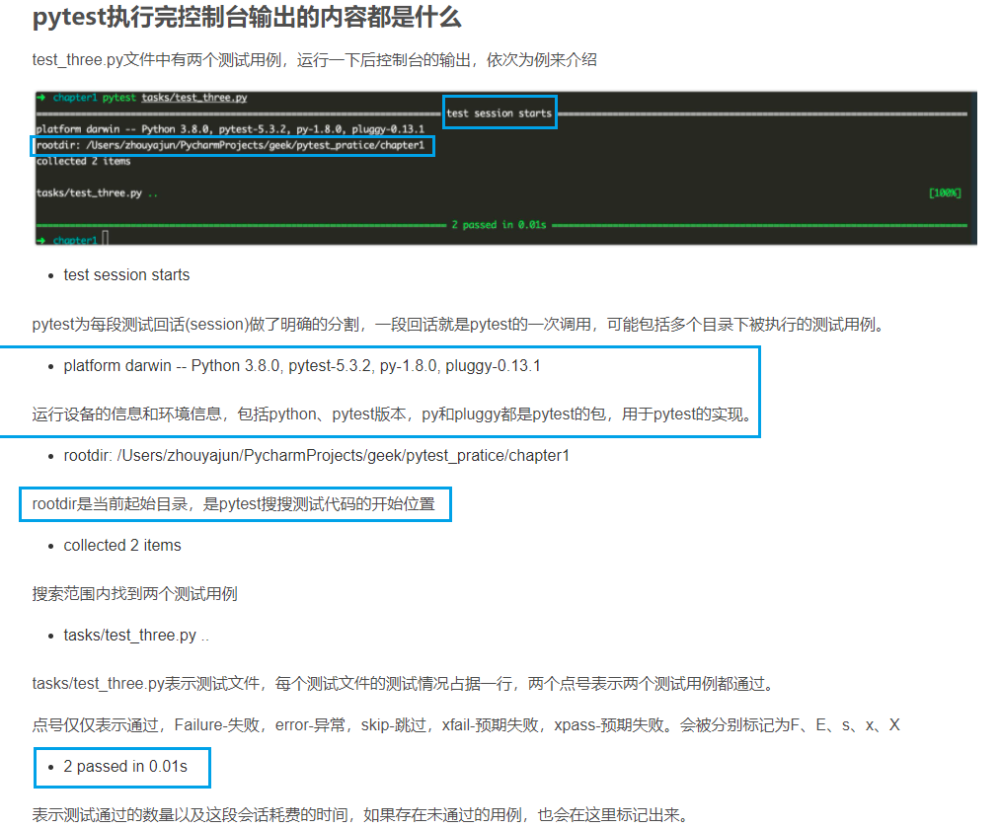 pytest执行完控制台输出的内容都是什么
test_three.py文件中有两个测试用例，运行一下后控制台的输出，依次为例来介绍
➜ chapter1 pytest tasks/test_three.py
test session starts
platform darwin -- Python 3.8.0, pytest-5.3.2, py-1.8.0, pluggy-0.13.1
rootdir: /Users/zhouyajun/PycharmProjects/geek/pytest_pratice/chapter1
collected 2 items
tasks/test_three.py .. [100%]
2 passed in 0.01s
➜ chapter1
• test session starts
pytest为每段测试回话(session)做了明确的分割，一段回话就是pytest的一次调用，可能包括多个目录下被执行的测试用例。
• platform darwin -- Python 3.8.0, pytest-5.3.2, py-1.8.0, pluggy-0.13.1
运行设备的信息和环境信息，包括python、pytest版本，py和pluggy都是pytest的包，用于pytest的实现。
• rootdir: /Users/zhouyajun/PycharmProjects/geek/pytest_pratice/chapter1
rootdir是当前起始目录，是pytest搜搜测试代码的开始位置
• collected 2 items
搜索范围内找到两个测试用例
• tasks/test_three.py ..
tasks/test_three.py表示测试文件，每个测试文件的测试情况占据一行，两个点号表示两个测试用例都通过。
点号仅仅表示通过，Failure-失败，error-异常，skip-跳过，xfail-预期失败，xpass-预期失败。会被分别标记为F、E、s、x、X
• 2 passed in 0.01s
表示测试通过的数量以及这段会话耗费的时间，如果存在未通过的用例，也会在这里标记出来。